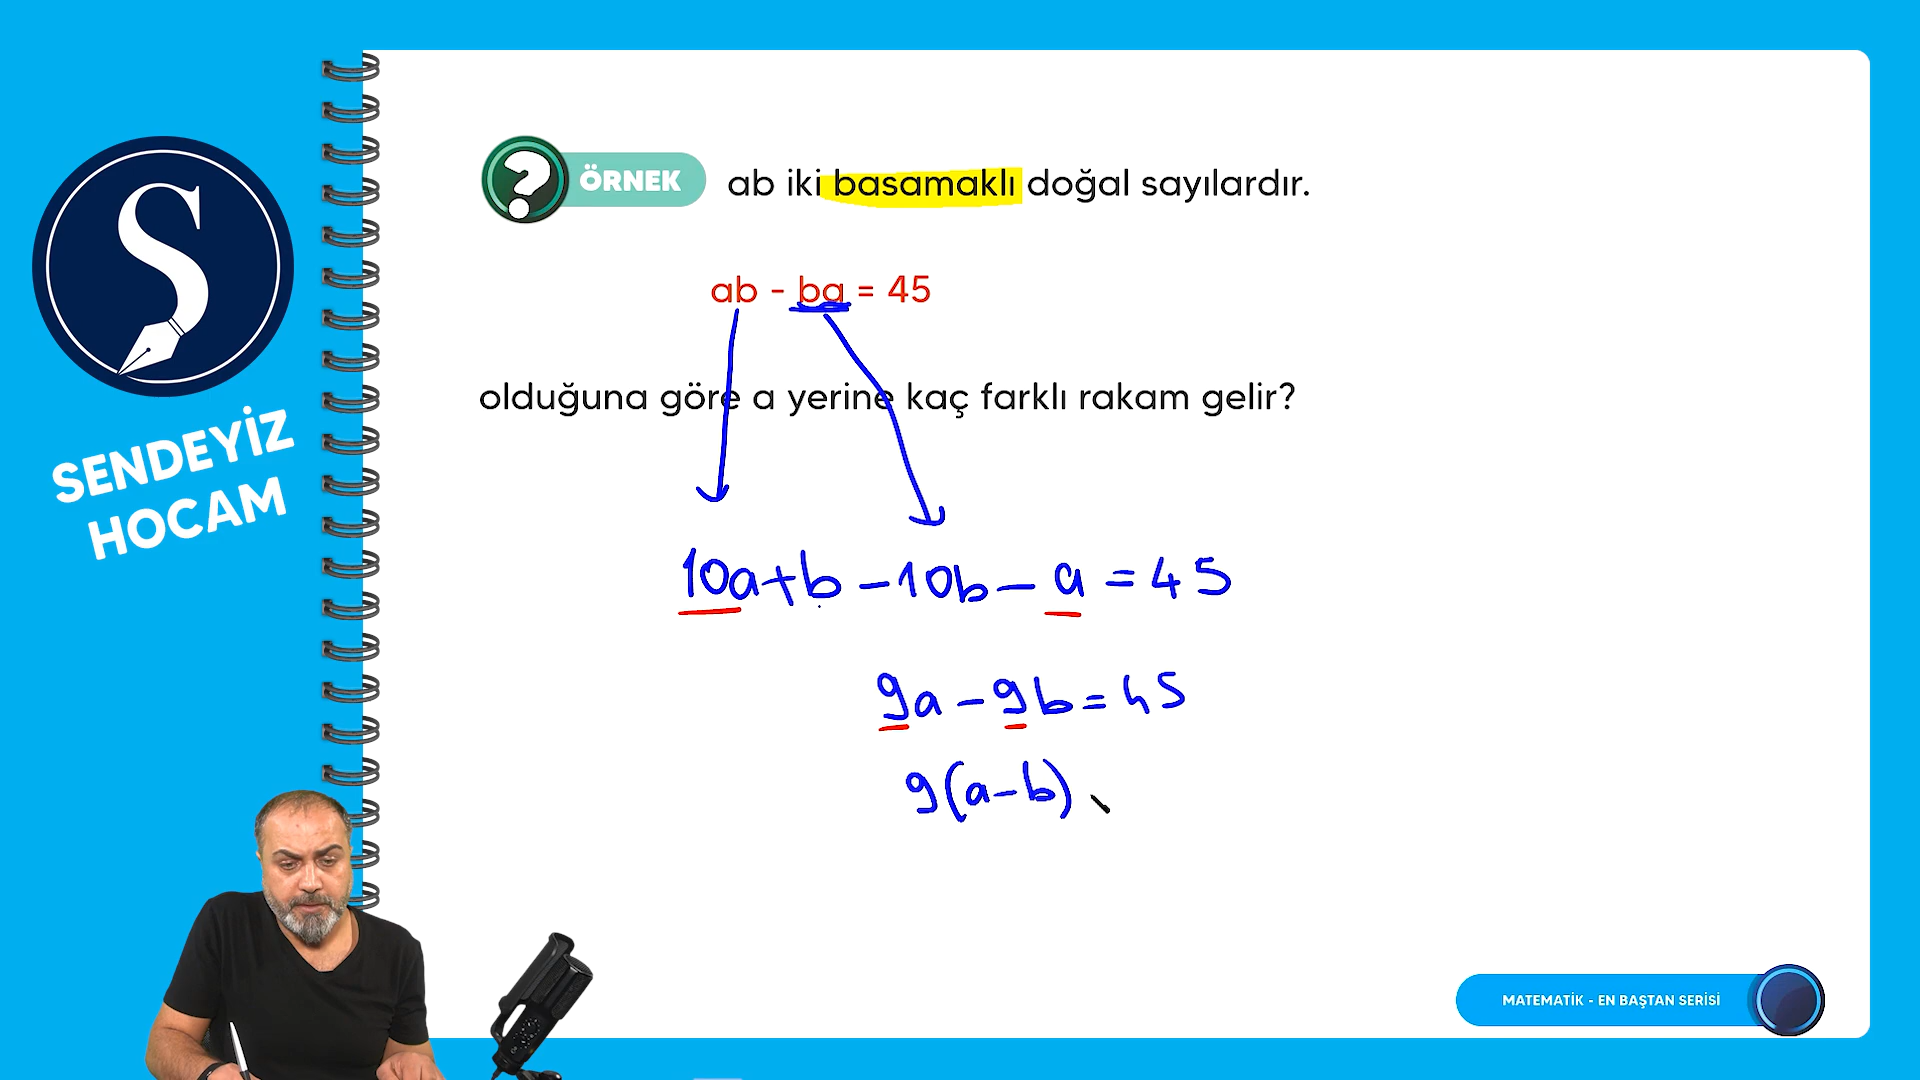 S
SENDEYİZ
HOCAM
? ÖRNEK ab iki basamaklı doğal sayılardır.
ab - ba = 45
olduğuna göre a yerine kaç farklı rakam gelir?
10a+b-10b-a=45
9a-9b=45
9(a-b)
MATEMATİK - EN BAŞTAN SERİSİ